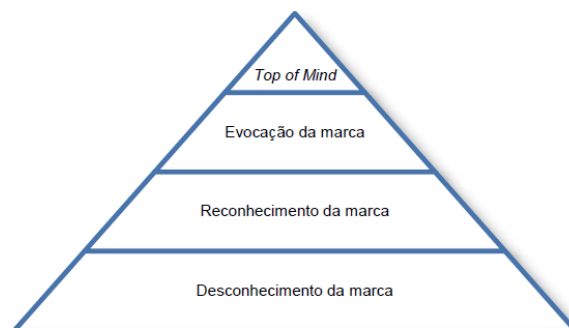 Top of Mind
Evocação da marca
Reconhecimento da marca
Desconhecimento da marca